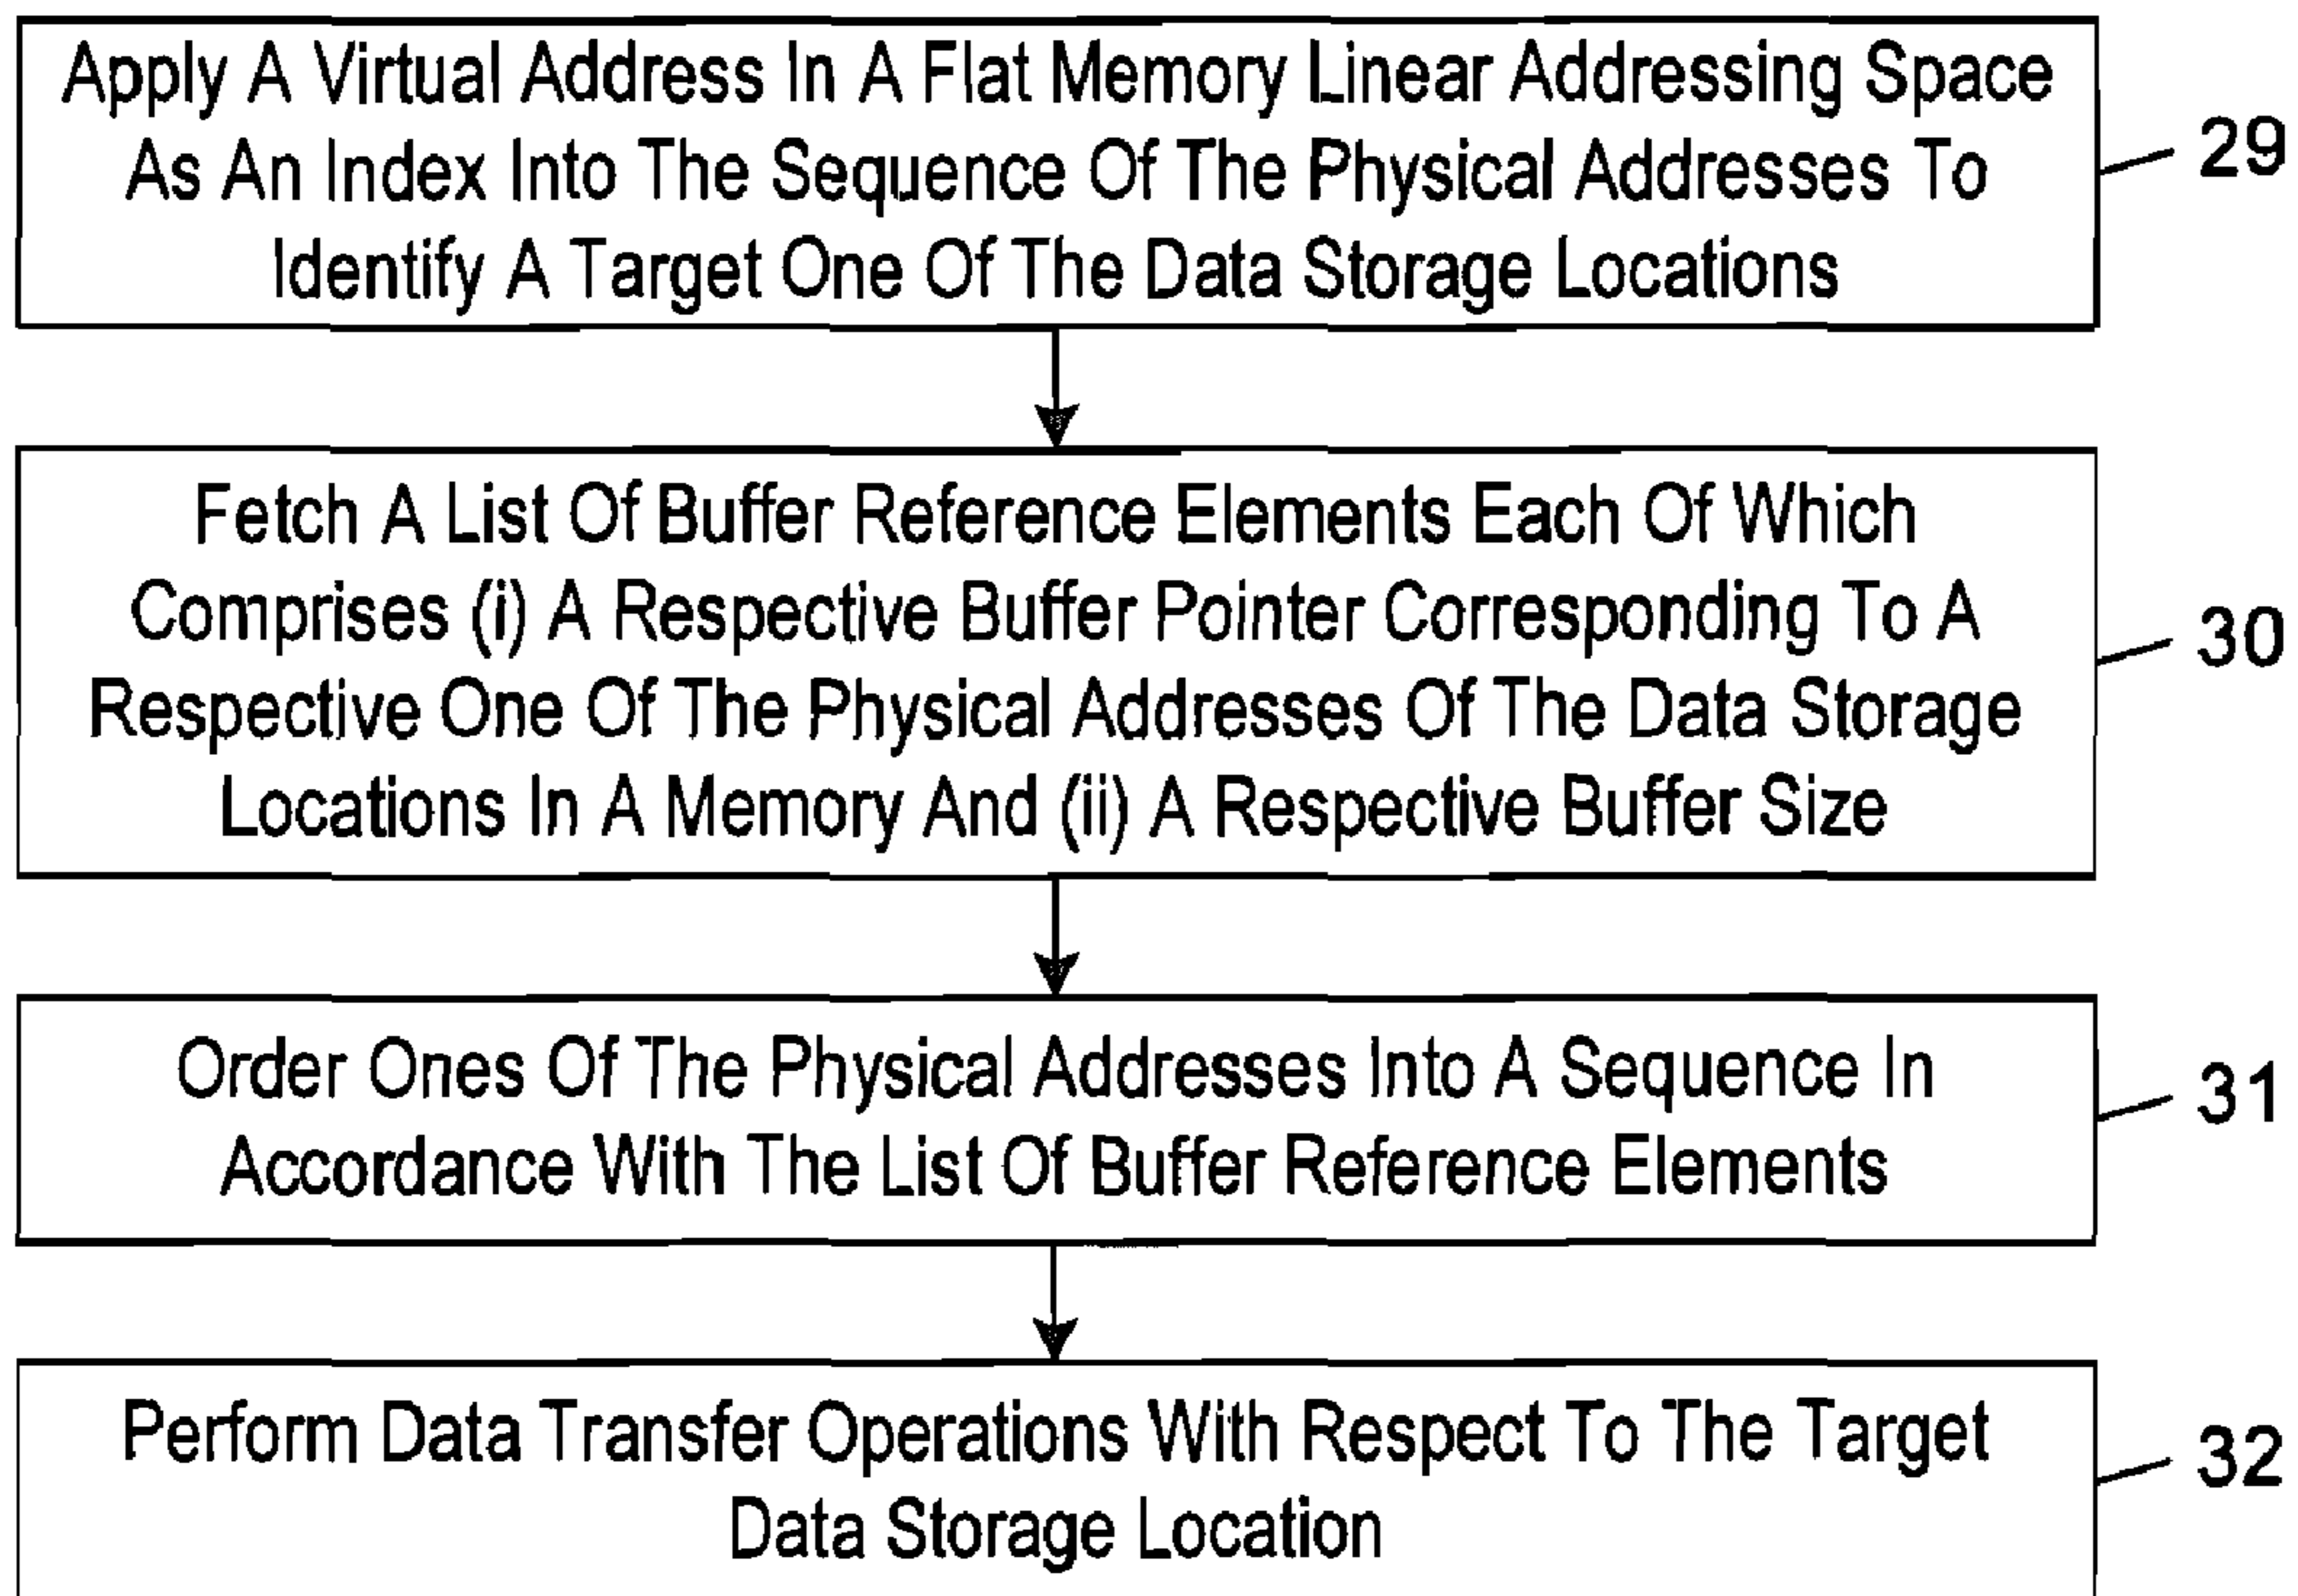 Apply A Virtual Address In A Flat Memory Linear Addressing Space
As An Index Into The Sequence Of The Physical Addresses To
Identify A Target One Of The Data Storage Locations
29
Fetch A List Of Buffer Reference Elements Each Of Which
Comprises (i) A Respective Buffer Pointer Corresponding To A
Respective One Of The Physical Addresses Of The Data Storage
Locations In A Memory And (ii) A Respective Buffer Size
30
Order Ones Of The Physical Addresses Into A Sequence In
Accordance With The List Of Buffer Reference Elements
31
Perform Data Transfer Operations With Respect To The Target
Data Storage Location
32